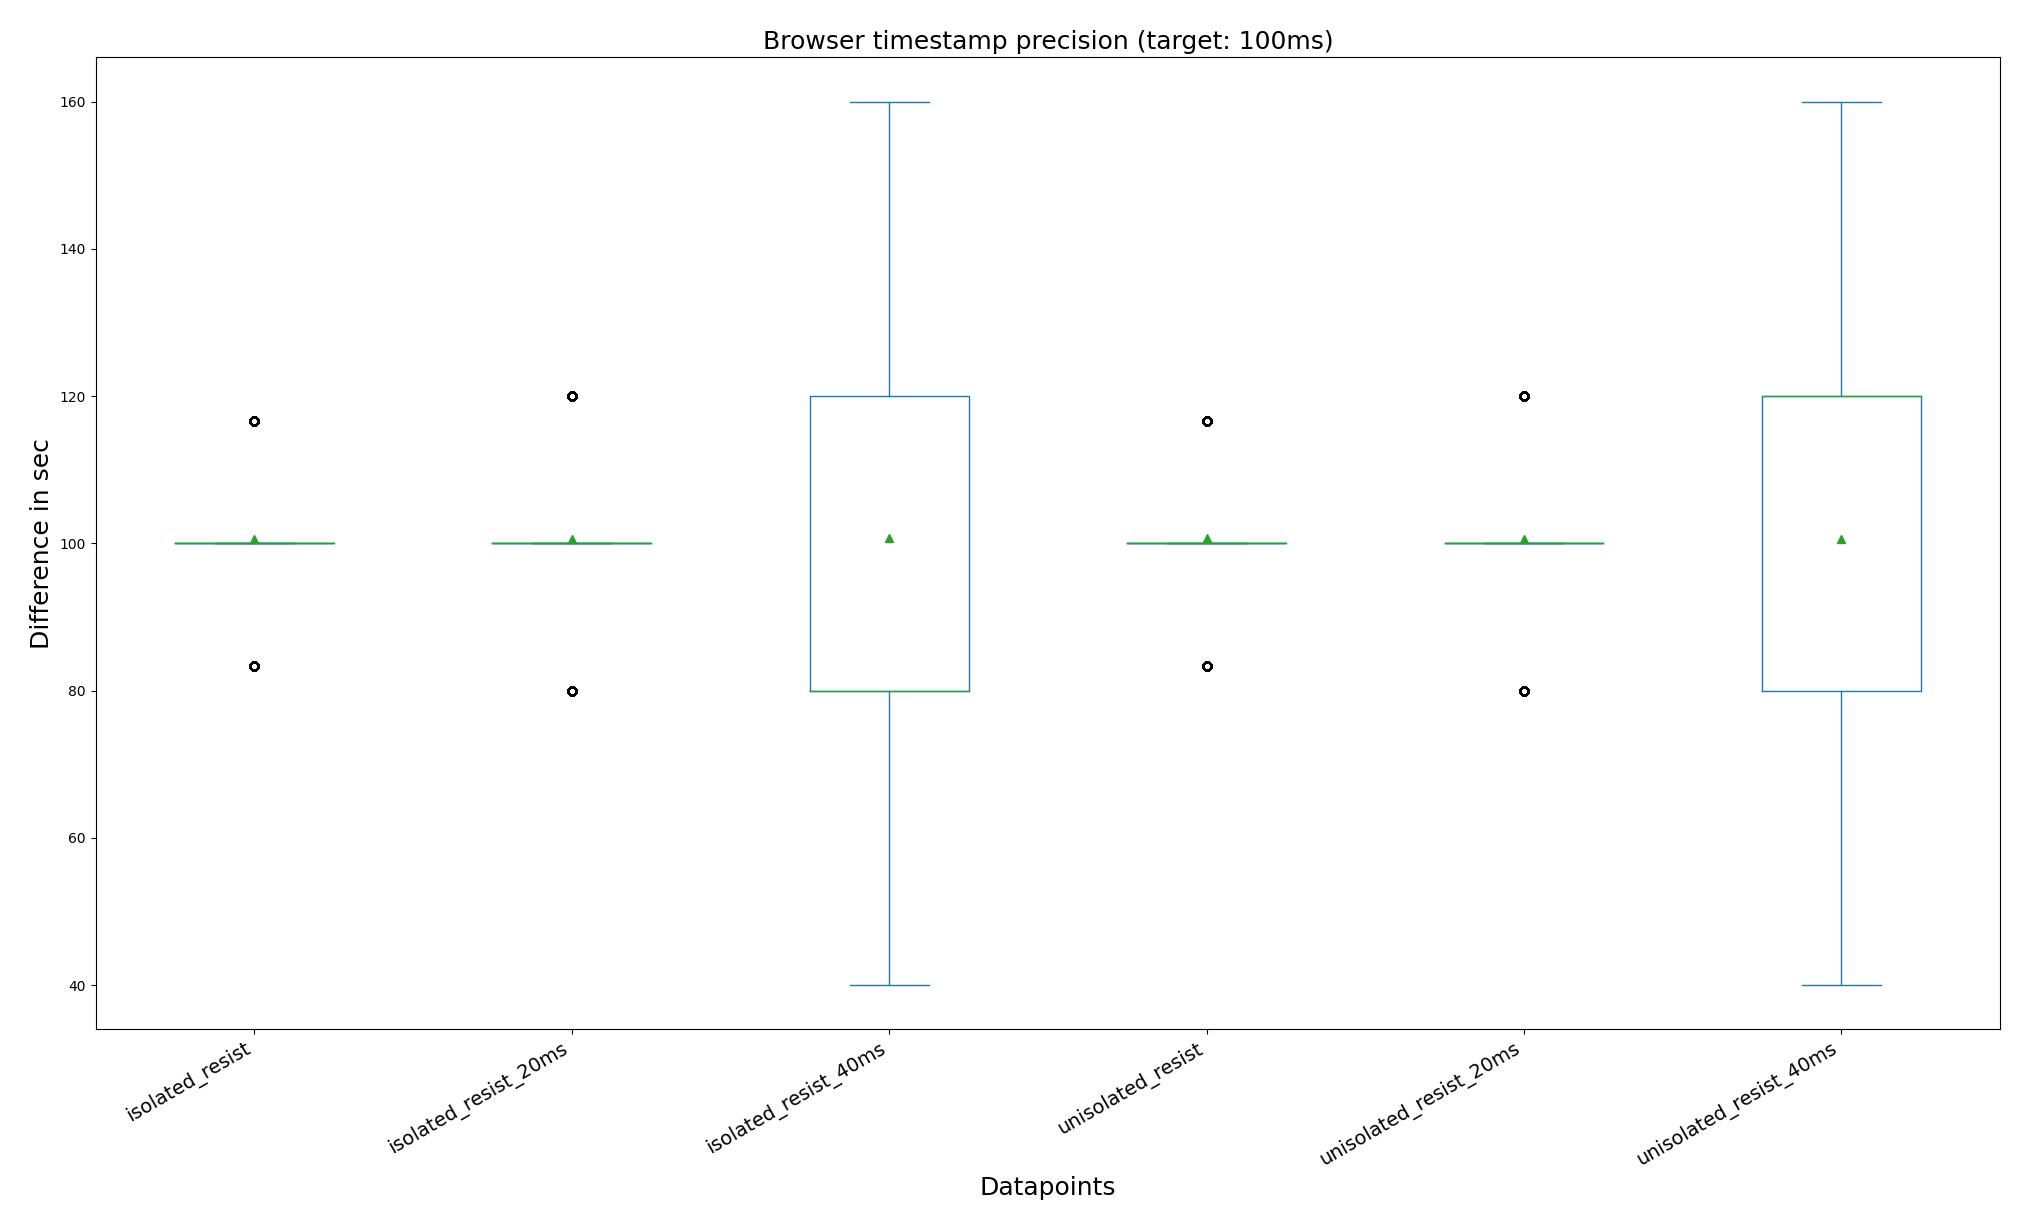 Browser timestamp precision (target: 100ms)
Difference in sec
160
140
120
100
80
60
40
isolated_resist
isolated_resist_20ms
isolated_resist_40ms
unisolated_resist
unisolated_resist_20ms
unisolated_resist_40ms
Datapoints